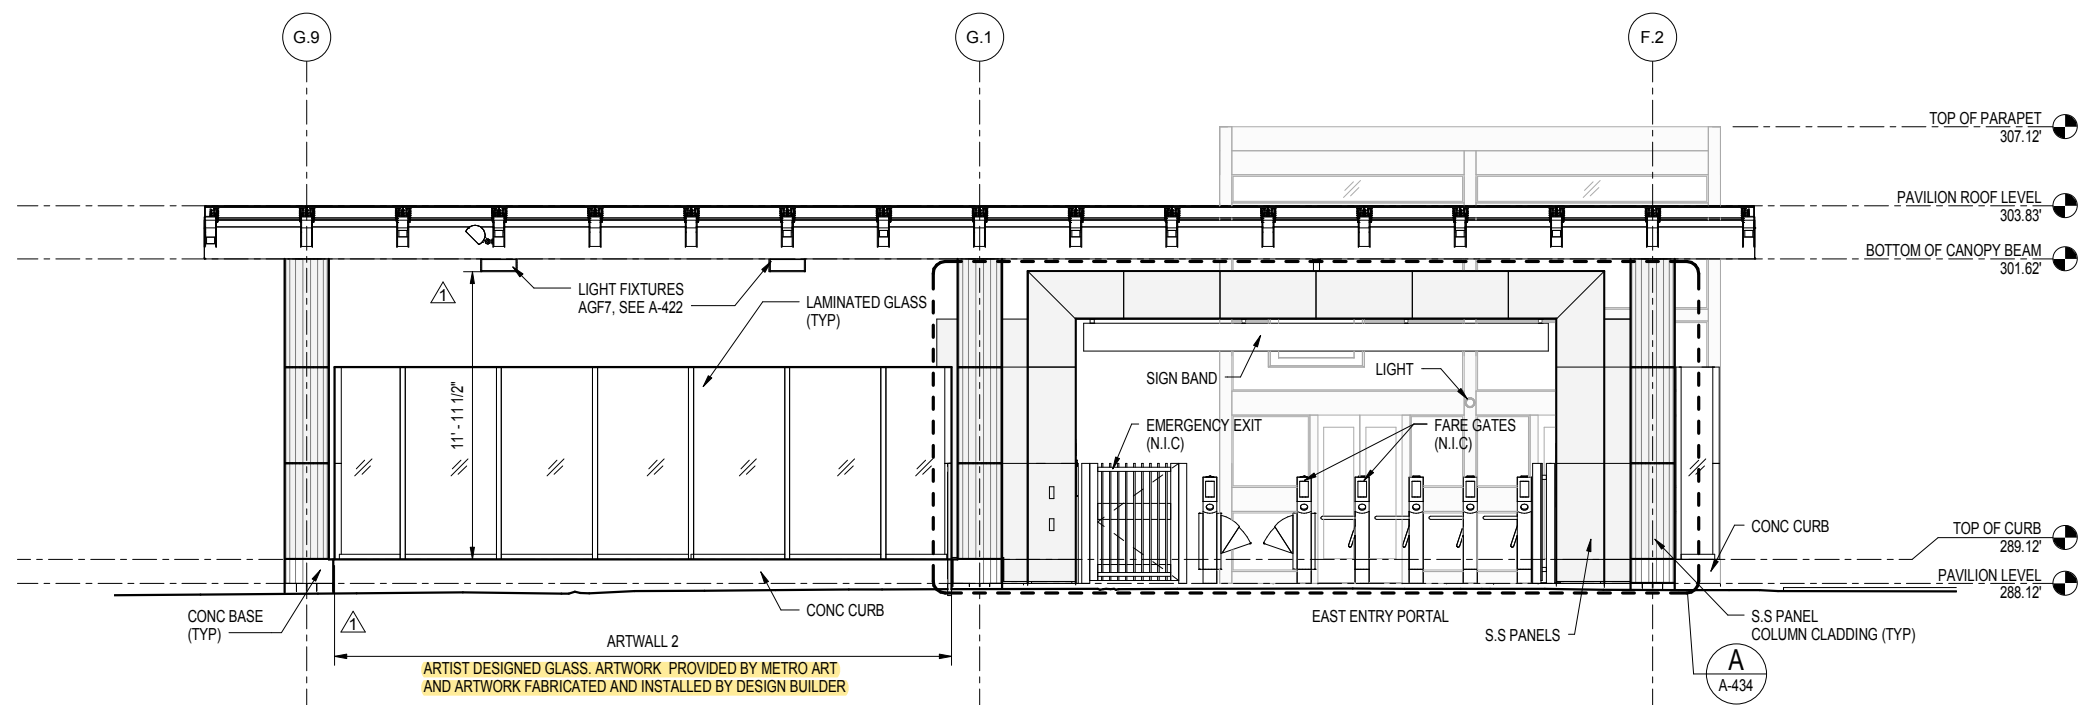 G.9
G.1
F.2
TOP OF PARAPET
307.12'
PAVILION ROOF LEVEL
303.83'
BOTTOM OF CANOPY BEAM
301.62'
1
LIGHT FIXTURES
AGF7, SEE A-422
LAMINATED GLASS
(TYP)
11' - 11 1/2"
SIGN BAND
LIGHT
EMERGENCY EXIT
(N.I.C)
FARE GATES
(N.I.C)
CONC CURB
TOP OF CURB
289.12'
PAVILION LEVEL
288.12'
CONC BASE
(TYP)
1
CONC CURB
ARTWALL 2
ARTIST DESIGNED GLASS. ARTWORK PROVIDED BY METRO ART
AND ARTWORK FABRICATED AND INSTALLED BY DESIGN BUILDER
EAST ENTRY PORTAL
S.S PANELS
S.S PANEL
COLUMN CLADDING (TYP)
A
A-434